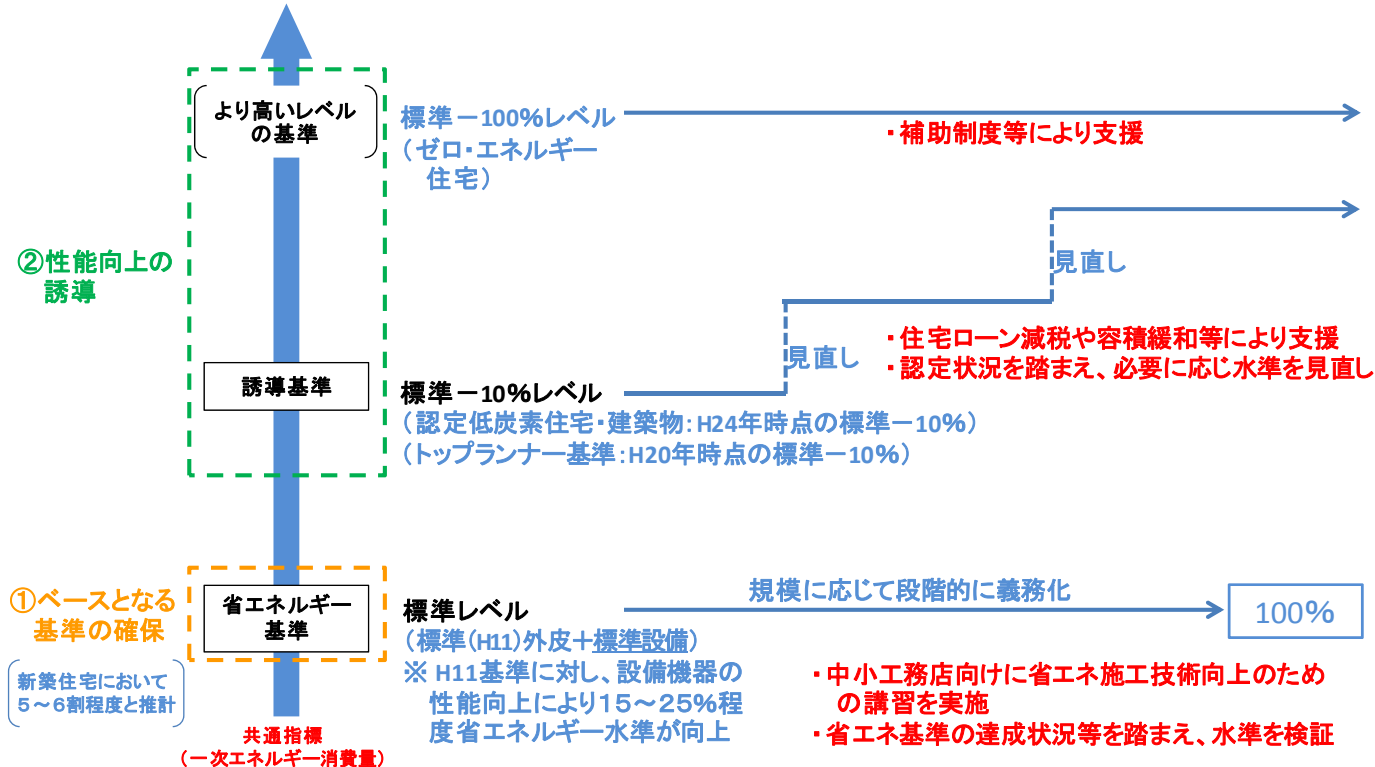 より高いレベル
の基準
標準－100％レベル
（ゼロ・エネルギー
住宅）
・補助制度等により支援
②性能向上の
誘導
見直し
見直し
・住宅ローン減税や容積緩和等により支援
・認定状況を踏まえ、必要に応じ水準を見直し
誘導基準
標準－10％レベル
（認定低炭素住宅・建築物：H24年時点の標準－10％）
（トップランナー基準：H20年時点の標準－10％）
①ベースとなる
基準の確保
新築住宅において
５～６割程度と推計
省エネルギー
基準
標準レベル
（標準（H11）外皮＋標準設備）
※ H11基準に対し、設備機器の
性能向上により１５～２５％程
度省エネルギー水準が向上
規模に応じて段階的に義務化
100％
・中小工務店向けに省エネ施工技術向上のため
の講習を実施
・省エネ基準の達成状況等を踏まえ、水準を検証
共通指標
（一次エネルギー消費量）